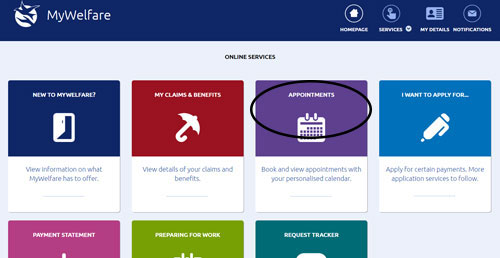 MyWelfare
HOMEPAGE
SERVICES
MY DETAILS
NOTIFICATIONS
ONLINE SERVICES
NEW TO MYWELFARE?
View information on what
MyWelfare has to offer.
MY CLAIMS & BENEFITS
View details of your claims and
benefits.
APPOINTMENTS
Book and view appointments with
your personalised calendar.
I WANT TO APPLY FOR...
Apply for certain payments. More
application services to follow.
PAYMENT STATEMENT
PREPARING FOR WORK
REQUEST TRACKER